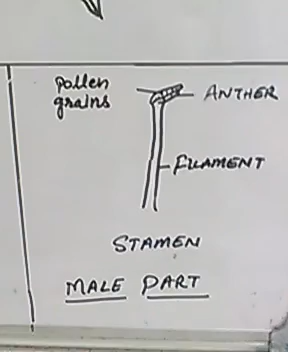 pollen
grains
ANTHER
FILAMENT
STAMEN
MALE PART